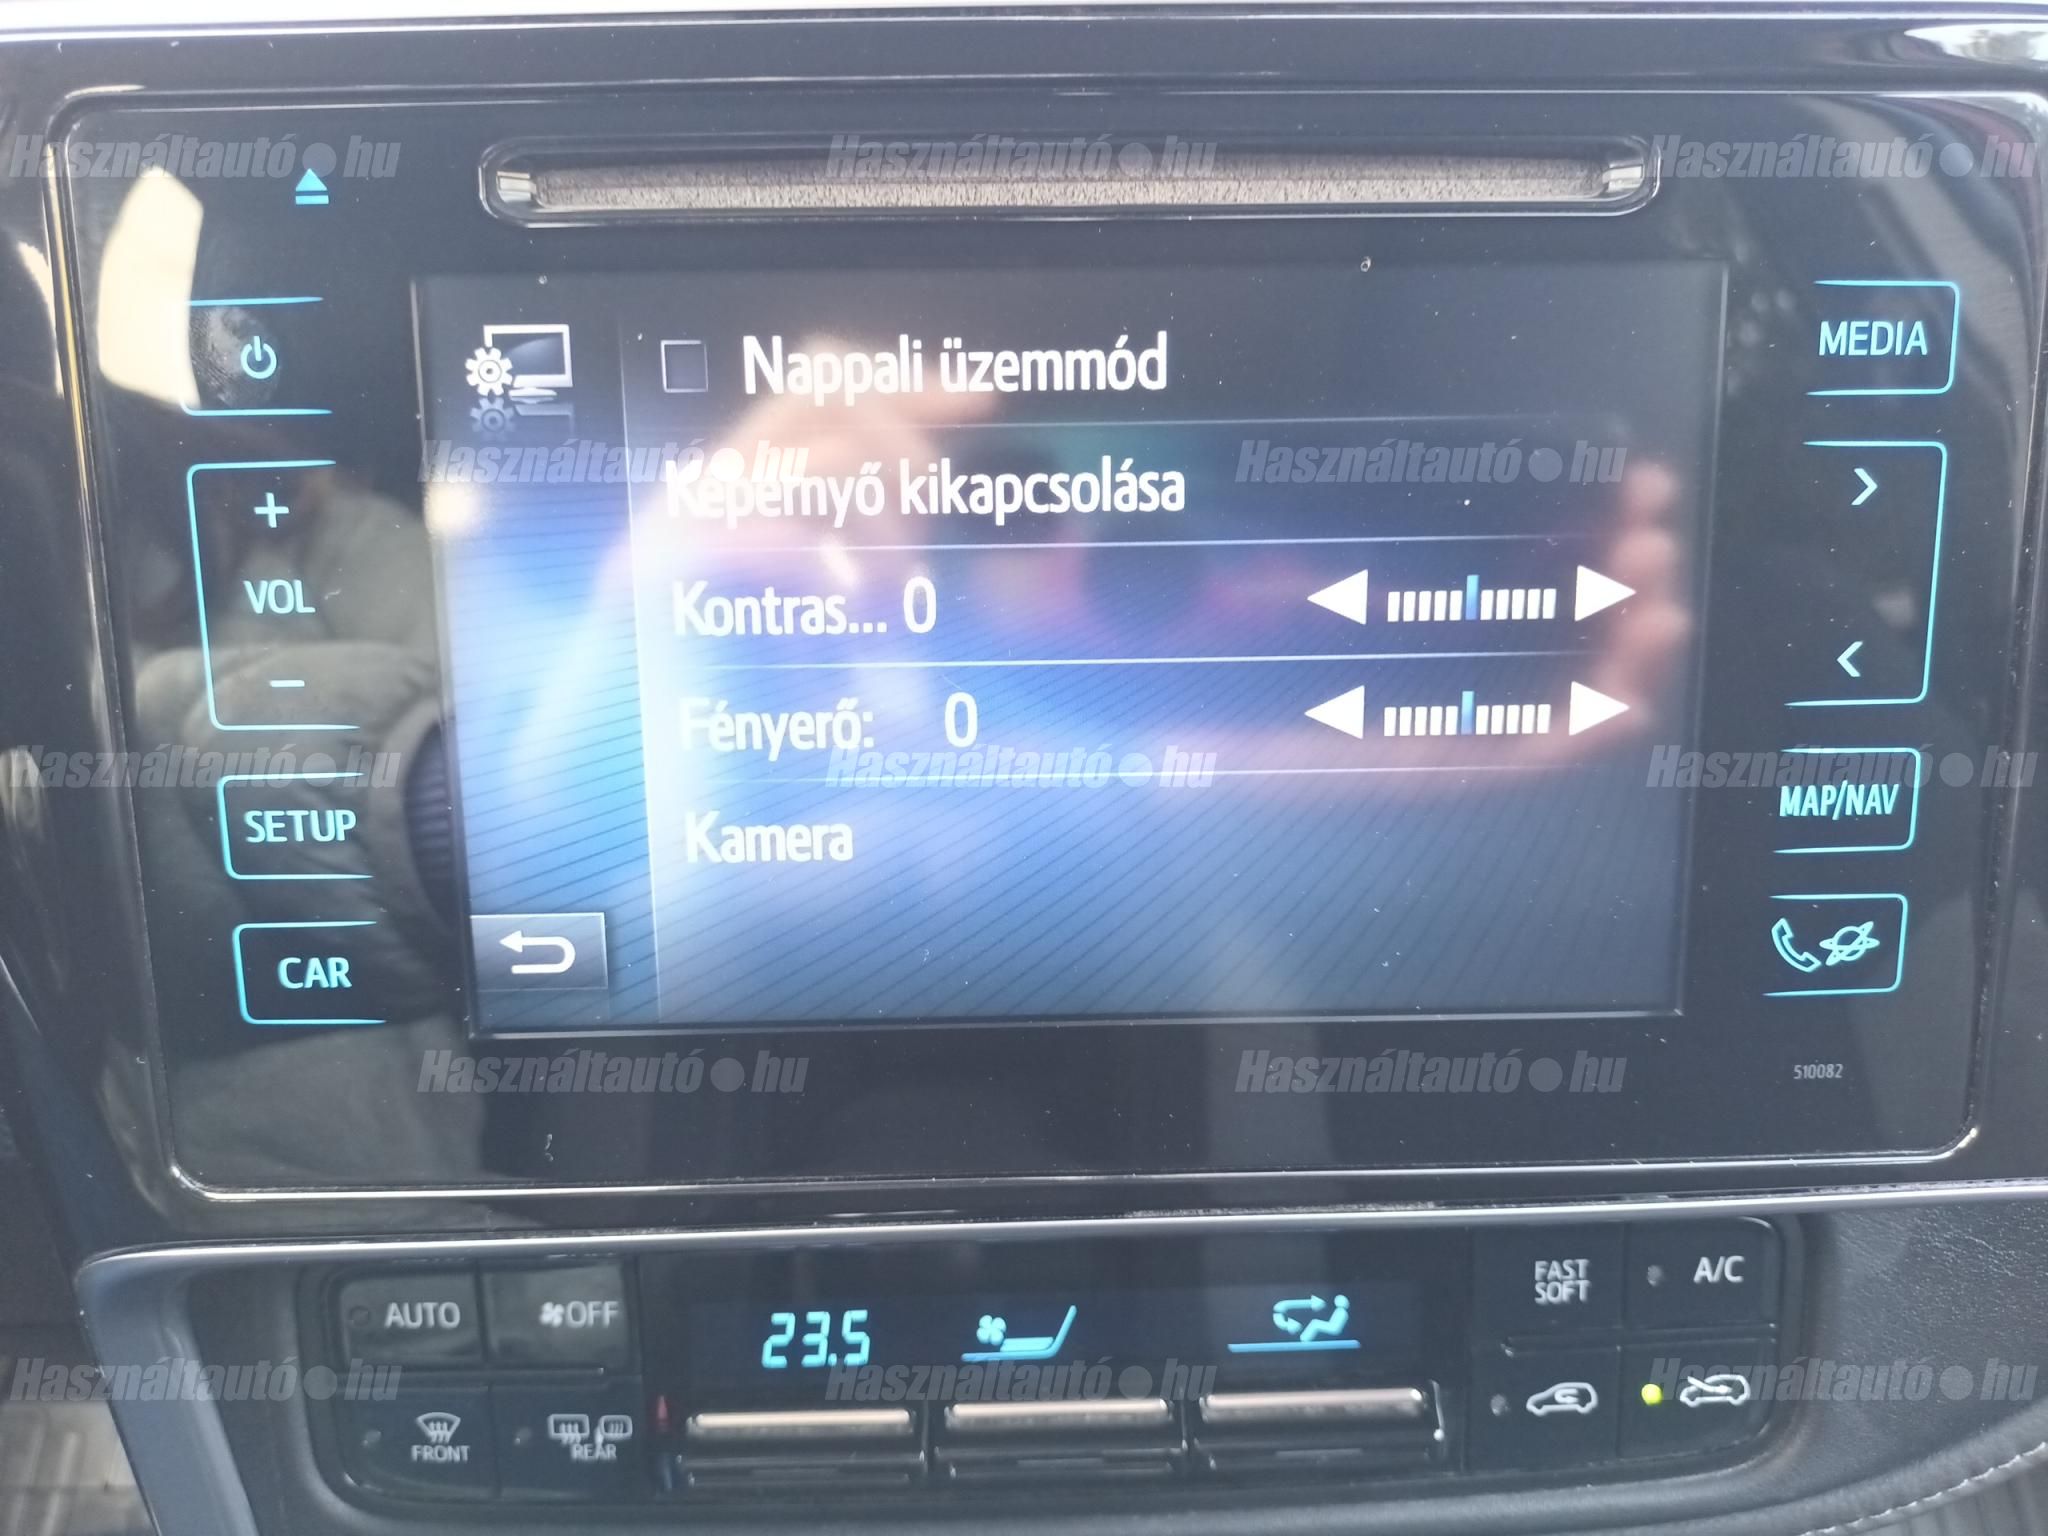 Használtautó.hu Használtautó.hu Használtautó.hu
MEDIA
Nappali üzemmód
Használtautó.hu Használtautó.hu
Képernyő kikapcsolása
+
VOL
-
Kontras... 0
Fényerő: 0
Használtautó.hu Használtautó.hu Használtautó.hu
SETUP
MAP/NAV
Kamera
CAR
Használtautó.hu Használtautó.hu
510082
AUTO
OFF
23.5
FAST
SOFT
A/C
Használtautó.hu Használtautó.hu Használtautó.hu
FRONT
REAR